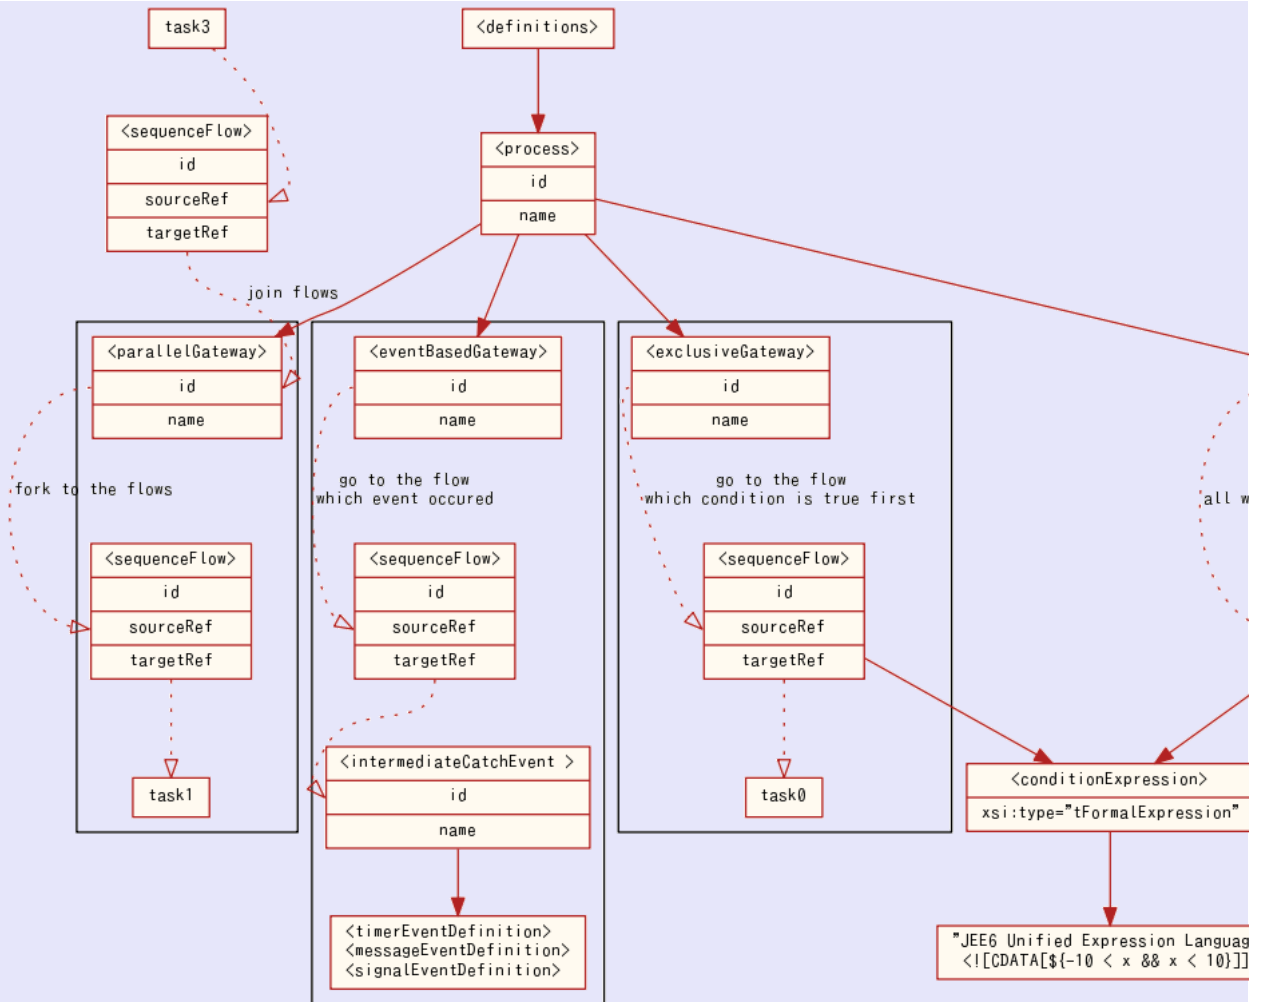 task3
<definitions>
<sequenceFlow>
id
sourceRef
targetRef
<process>
id
name
join flows
<parallelGateway>
id
name
<eventBasedGateway>
id
name
<exclusiveGateway>
id
name
fork to the flows
go to the flow
which event occured
go to the flow
which condition is true first
all w
<sequenceFlow>
id
sourceRef
targetRef
<sequenceFlow>
id
sourceRef
targetRef
<sequenceFlow>
id
sourceRef
targetRef
task1
<intermediateCatchEvent >
id
name
task0
<conditionExpression>
xsi:type="tFormalExpression"
<timerEventDefinition>
<messageEventDefinition>
<signalEventDefinition>
"JEE6 Unified Expression Languag
<![CDATA[${-10 < x && x < 10}]]